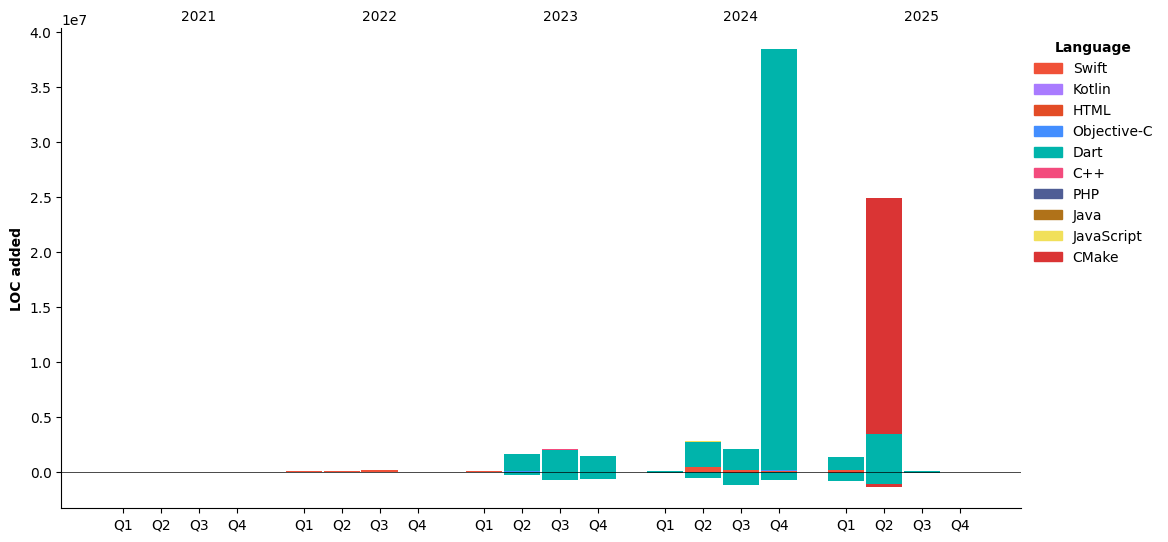 2021 2022 2023 2024 2025
1e7
4.0
3.5
3.0
2.5
2.0
1.5
1.0
0.5
0.0
LOC added
Q1 Q2 Q3 Q4 Q1 Q2 Q3 Q4 Q1 Q2 Q3 Q4 Q1 Q2 Q3 Q4 Q1 Q2 Q3 Q4
Language
Swift
Kotlin
HTML
Objective-C
Dart
C++
PHP
Java
JavaScript
CMake